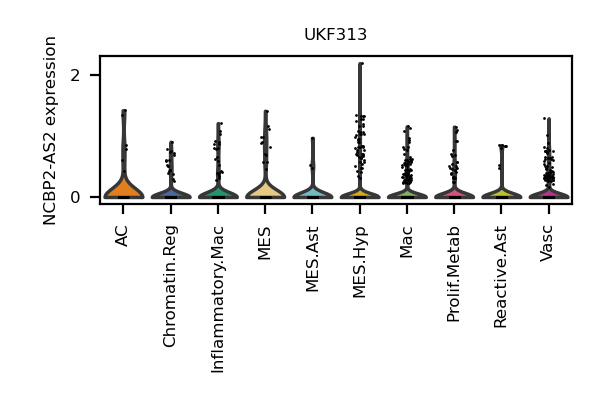 UKF313
NCBP2-AS2 expression
2
0
AC
Chromatin.Reg
Inflammatory.Mac
MES
MES.Ast
MES.Hyp
Mac
Prolif.Metab
Reactive.Ast
Vasc